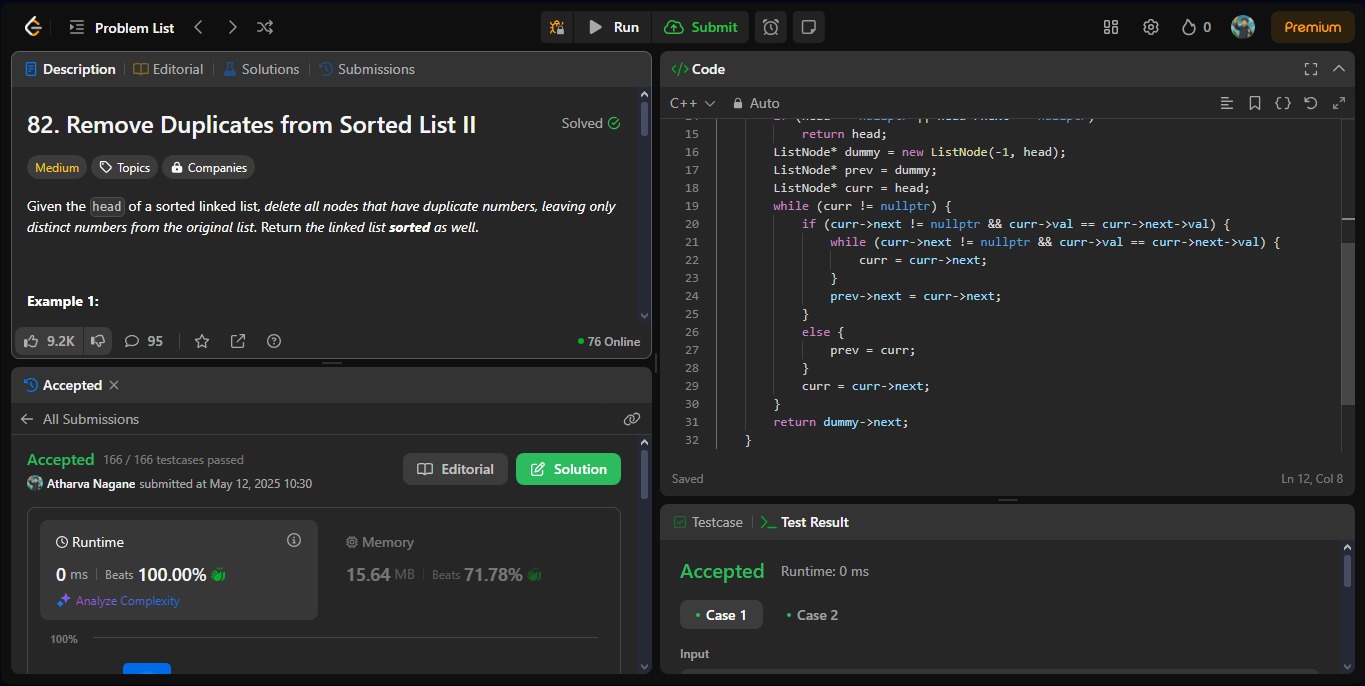 Problem List
Run
Submit
0
Premium
Description
Editorial
Solutions
Submissions
82. Remove Duplicates from Sorted List II
Solved
Medium
Topics
Companies
Given the head of a sorted linked list, delete all nodes that have duplicate numbers, leaving only
distinct numbers from the original list. Return the linked list sorted as well.
Example 1:
9.2K
95
76 Online
Accepted
All Submissions
Accepted 166 / 166 testcases passed
Atharva Nagane submitted at May 12, 2025 10:30
Editorial
Solution
Runtime
0 ms
Beats 100.00%
Analyze Complexity
Memory
15.64 MB
Beats 71.78%
100%
</> Code
C++
Auto
15 return head;
16 ListNode* dummy = new ListNode(-1, head);
17 ListNode* prev = dummy;
18 ListNode* curr = head;
19 while (curr != nullptr) {
20 if (curr->next != nullptr && curr->val == curr->next->val) {
21 while (curr->next != nullptr && curr->val == curr->next->val) {
22 curr = curr->next;
23 }
24 prev->next = curr->next;
25 }
26 else {
27 prev = curr;
28 }
29 curr = curr->next;
30 }
31 return dummy->next;
32 }
Saved
Ln 12, Col 8
Testcase
Test Result
Accepted
Runtime: 0 ms
Case 1
Case 2
Input